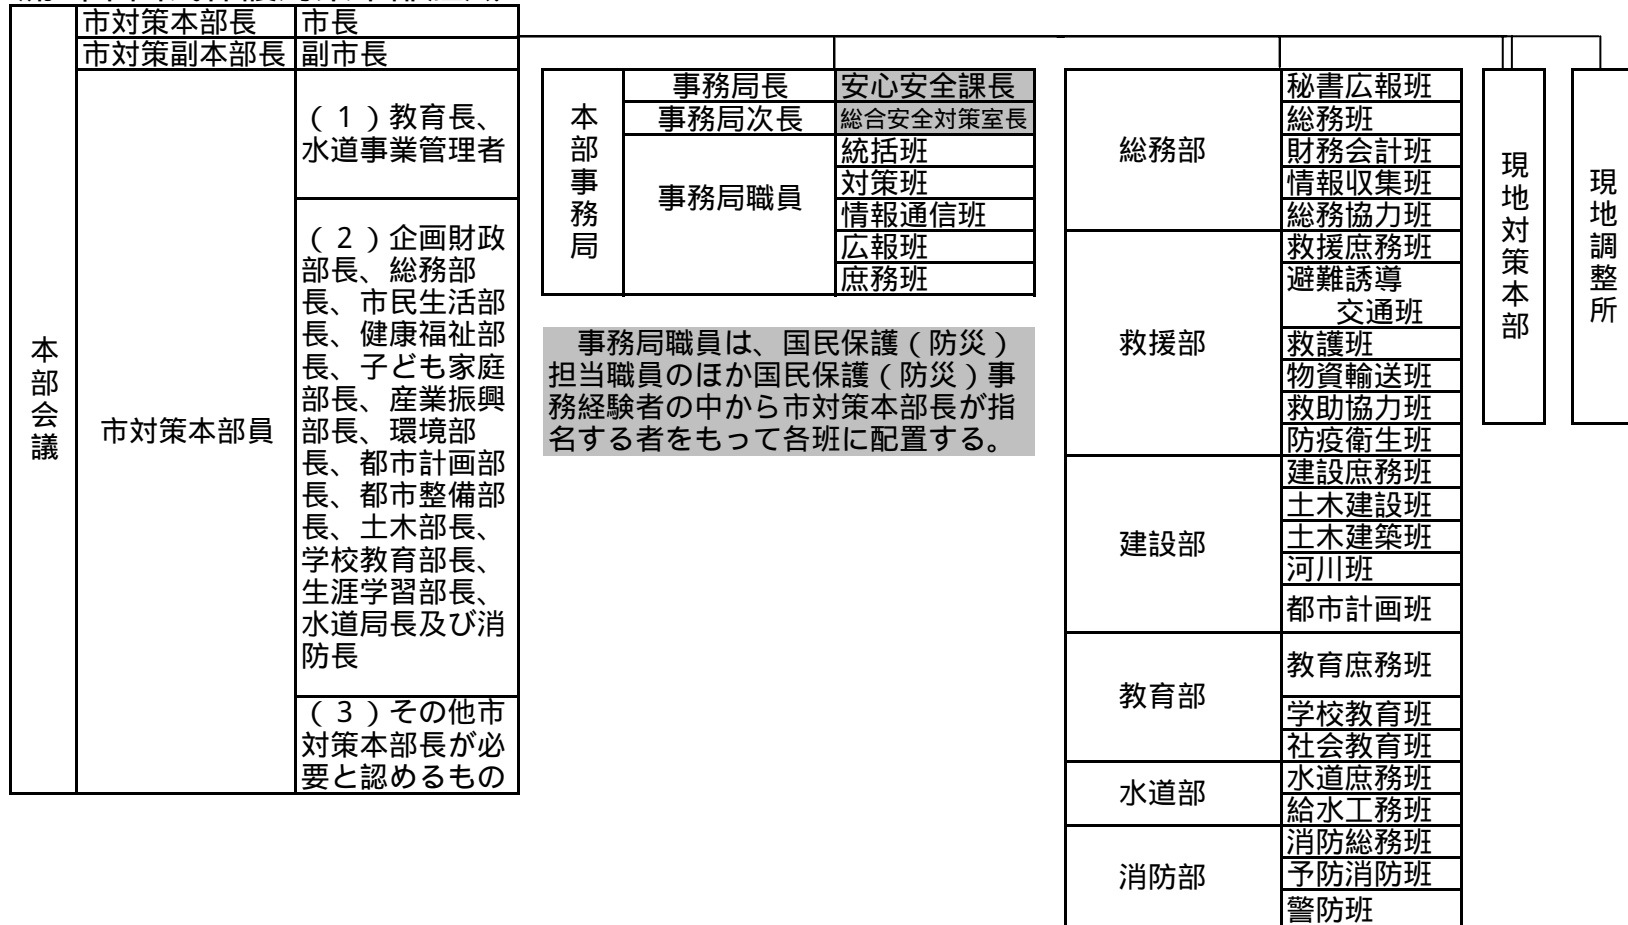 市対策本部長
市長
市対策副本部長
副市長
本部会議
市対策本部員
（1）教育長、
水道事業管理者
（2）企画財政
部長、総務部
長、市民生活部
長、健康福祉部
長、子ども家庭
部長、産業振興
部長、環境部
長、都市計画部
長、都市整備部
長、土木部長、
学校教育部長、
生涯学習部長、
水道局長及び消
防長
（3）その他市
対策本部長が必
要と認めるもの
本部事務局
事務局長
安心安全課長
事務局次長
総合安全対策室長
事務局職員
統括班
対策班
情報通信班
広報班
庶務班
事務局職員は、国民保護（防災）
担当職員のほか国民保護（防災）事
務経験者の中から市対策本部長が指
名する者をもって各班に配置する。
総務部
秘書広報班
総務班
財務会計班
情報収集班
総務協力班
救援部
救援庶務班
避難誘導
交通班
救護班
物資輸送班
救助協力班
防疫衛生班
建設部
建設庶務班
土木建設班
土木建築班
河川班
都市計画班
教育部
教育庶務班
学校教育班
社会教育班
水道部
水道庶務班
給水工務班
消防部
消防総務班
予防消防班
警防班
現地対策本部
現地調整所